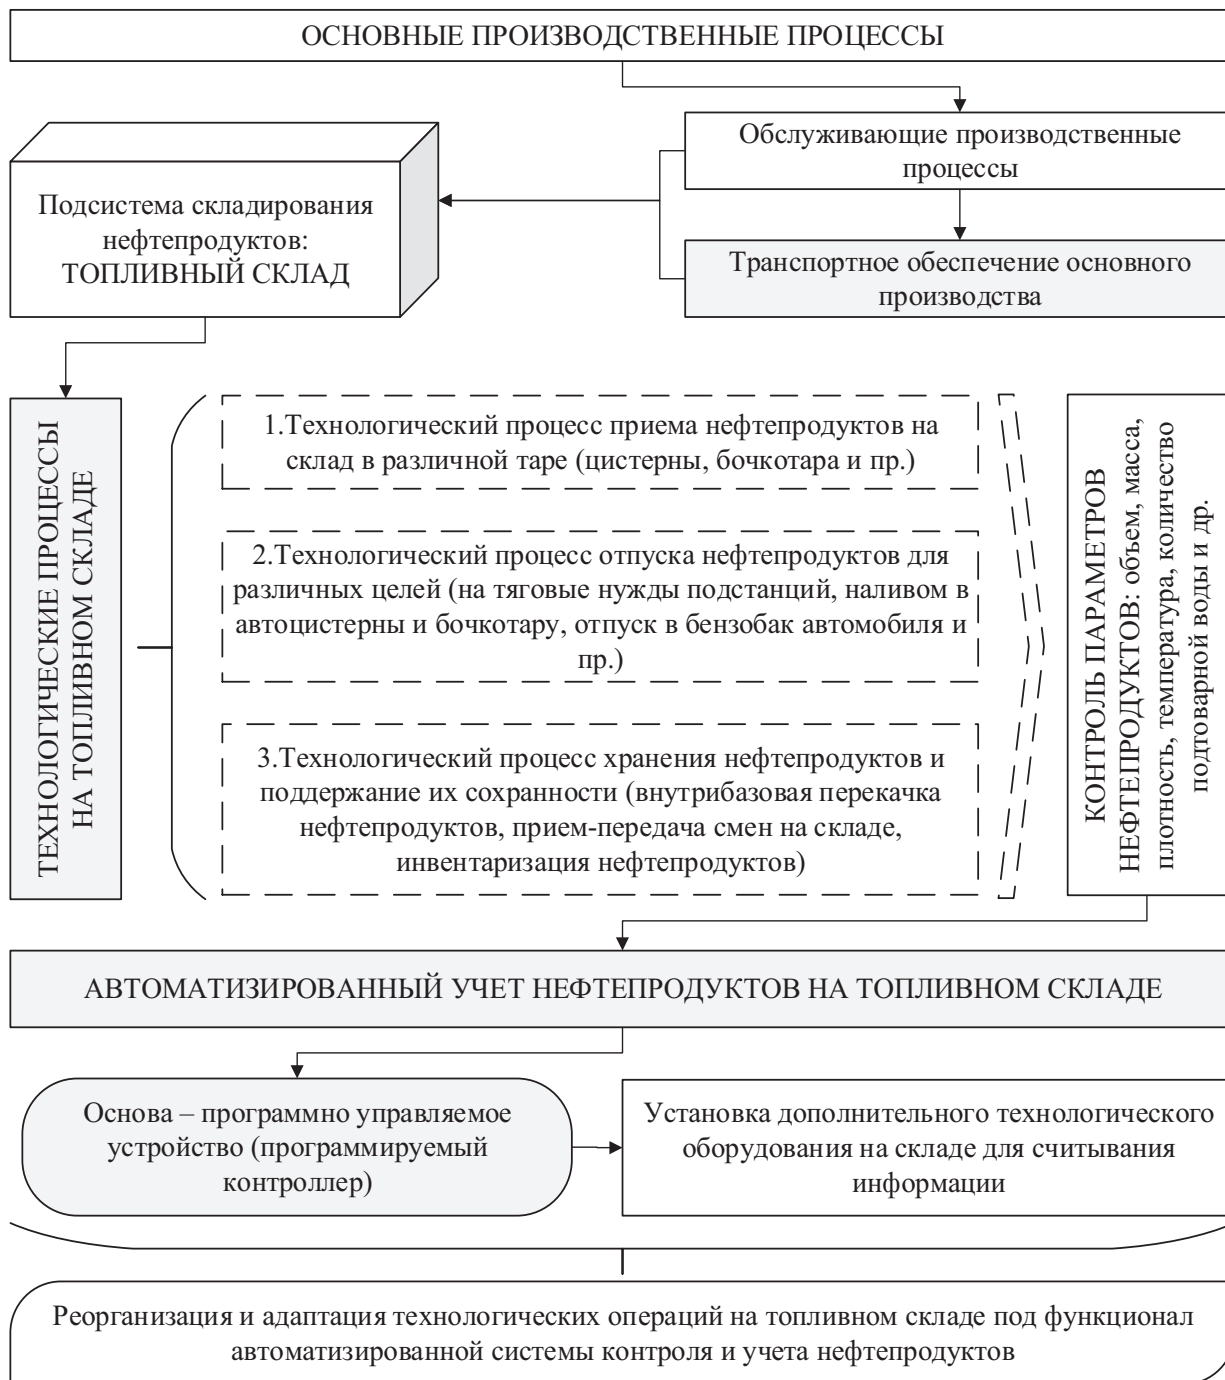 ОСНОВНЫЕ ПРОИЗВОДСТВЕННЫЕ ПРОЦЕССЫ
Обслуживающие производственные
процессы
Подсистема складирования
нефтепродуктов:
ТОПЛИВНЫЙ СКЛАД
Транспортное обеспечение основного
производства
ТЕХНОЛОГИЧЕСКИЕ ПРОЦЕССЫ
НА ТОПЛИВНОМ СКЛАДЕ
1.Технологический процесс приема нефтепродуктов на
склад в различной таре (цистерны, бочкотара и пр.)
2.Технологический процесс отпуска нефтепродуктов для
различных целей (на тяговые нужды подстанций, наливом в
автоцистерны и бочкотару, отпуск в бензобак автомобиля и
пр.)
3.Технологический процесс хранения нефтепродуктов и
поддержание их сохранности (внутрибазовая перекачка
нефтепродуктов, прием-передача смен на складе,
инвентаризация нефтепродуктов)
КОНТРОЛЬ ПАРАМЕТРОВ
НЕФТЕПРОДУКТОВ: объем, масса,
плотность, температура, количество
подтоварной воды и др.
АВТОМАТИЗИРОВАННЫЙ УЧЕТ НЕФТЕПРОДУКТОВ НА ТОПЛИВНОМ СКЛАДЕ
Основа – программно управляемое
устройство (программируемый
контроллер)
Установка дополнительного технологического
оборудования на складе для считывания
информации
Реорганизация и адаптация технологических операций на топливном складе под функционал
автоматизированной системы контроля и учета нефтепродуктов